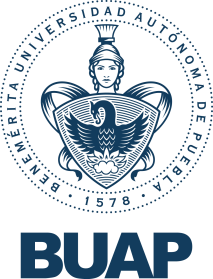 BENEMÉRITA UNIVERSIDAD AUTÓNOMA DE PUEBLA
· 1578 ·
BUAP